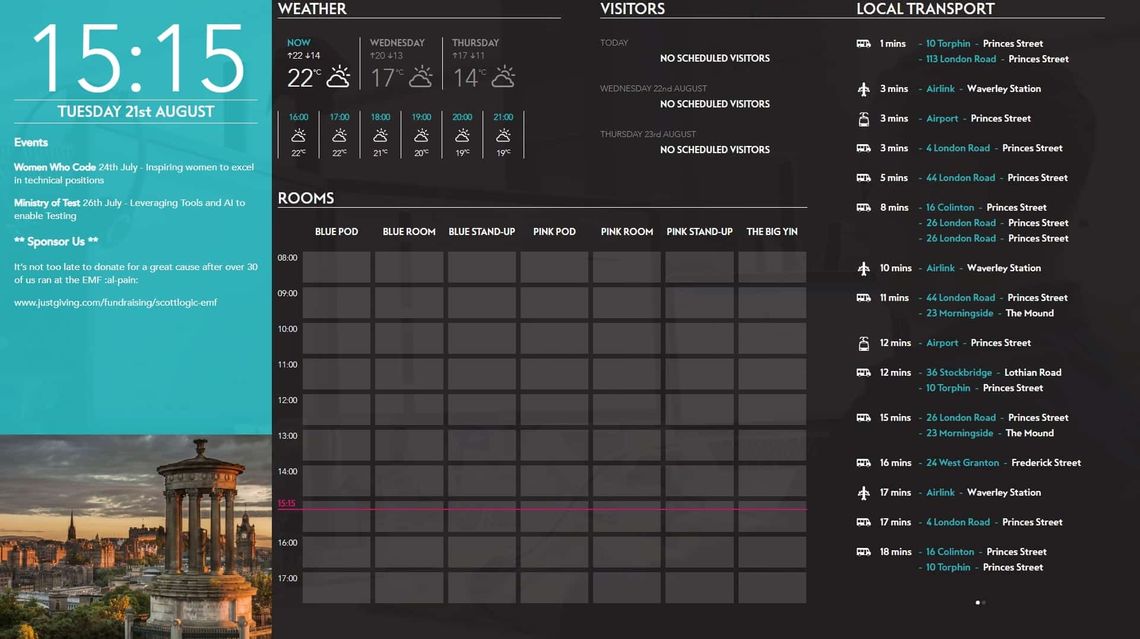 15:15
TUESDAY 21st AUGUST
Events
Women Who Code 24th July - Inspiring women to excel
in technical positions
Ministry of Test 26th July - Leveraging Tools and AI to
enable Testing
** Sponsor Us **
It's not too late to donate for a great cause after over 30
of us ran at the EMF :al-pain:
www.justgiving.com/fundraising/scottlogic-emf
WEATHER
NOW
↑22 ↓14
22°C
WEDNESDAY
↑20 ↓13
17°C
THURSDAY
↑17 ↓11
14°C
16:00 17:00 18:00 19:00 20:00 21:00
22°C 22°C 21°C 20°C 19°C 19°C
VISITORS
TODAY
NO SCHEDULED VISITORS
WEDNESDAY 22nd AUGUST
NO SCHEDULED VISITORS
THURSDAY 23rd AUGUST
NO SCHEDULED VISITORS
ROOMS
BLUE POD BLUE ROOM BLUE STAND-UP PINK POD PINK ROOM PINK STAND-UP THE BIG YIN
08:00
09:00
10:00
11:00
12:00
13:00
14:00
15:15
16:00
17:00
LOCAL TRANSPORT
1 mins - 10 Torphin - Princes Street
- 113 London Road - Princes Street
3 mins - Airlink - Waverley Station
3 mins - Airport - Princes Street
3 mins - 4 London Road - Princes Street
5 mins - 44 London Road - Princes Street
8 mins - 16 Colinton - Princes Street
- 26 London Road - Princes Street
- 26 London Road - Princes Street
10 mins - Airlink - Waverley Station
11 mins - 44 London Road - Princes Street
- 23 Morningside - The Mound
12 mins - Airport - Princes Street
12 mins - 36 Stockbridge - Lothian Road
- 10 Torphin - Princes Street
15 mins - 26 London Road - Princes Street
- 23 Morningside - The Mound
16 mins - 24 West Granton - Frederick Street
17 mins - Airlink - Waverley Station
17 mins - 4 London Road - Princes Street
18 mins - 16 Colinton - Princes Street
- 10 Torphin - Princes Street